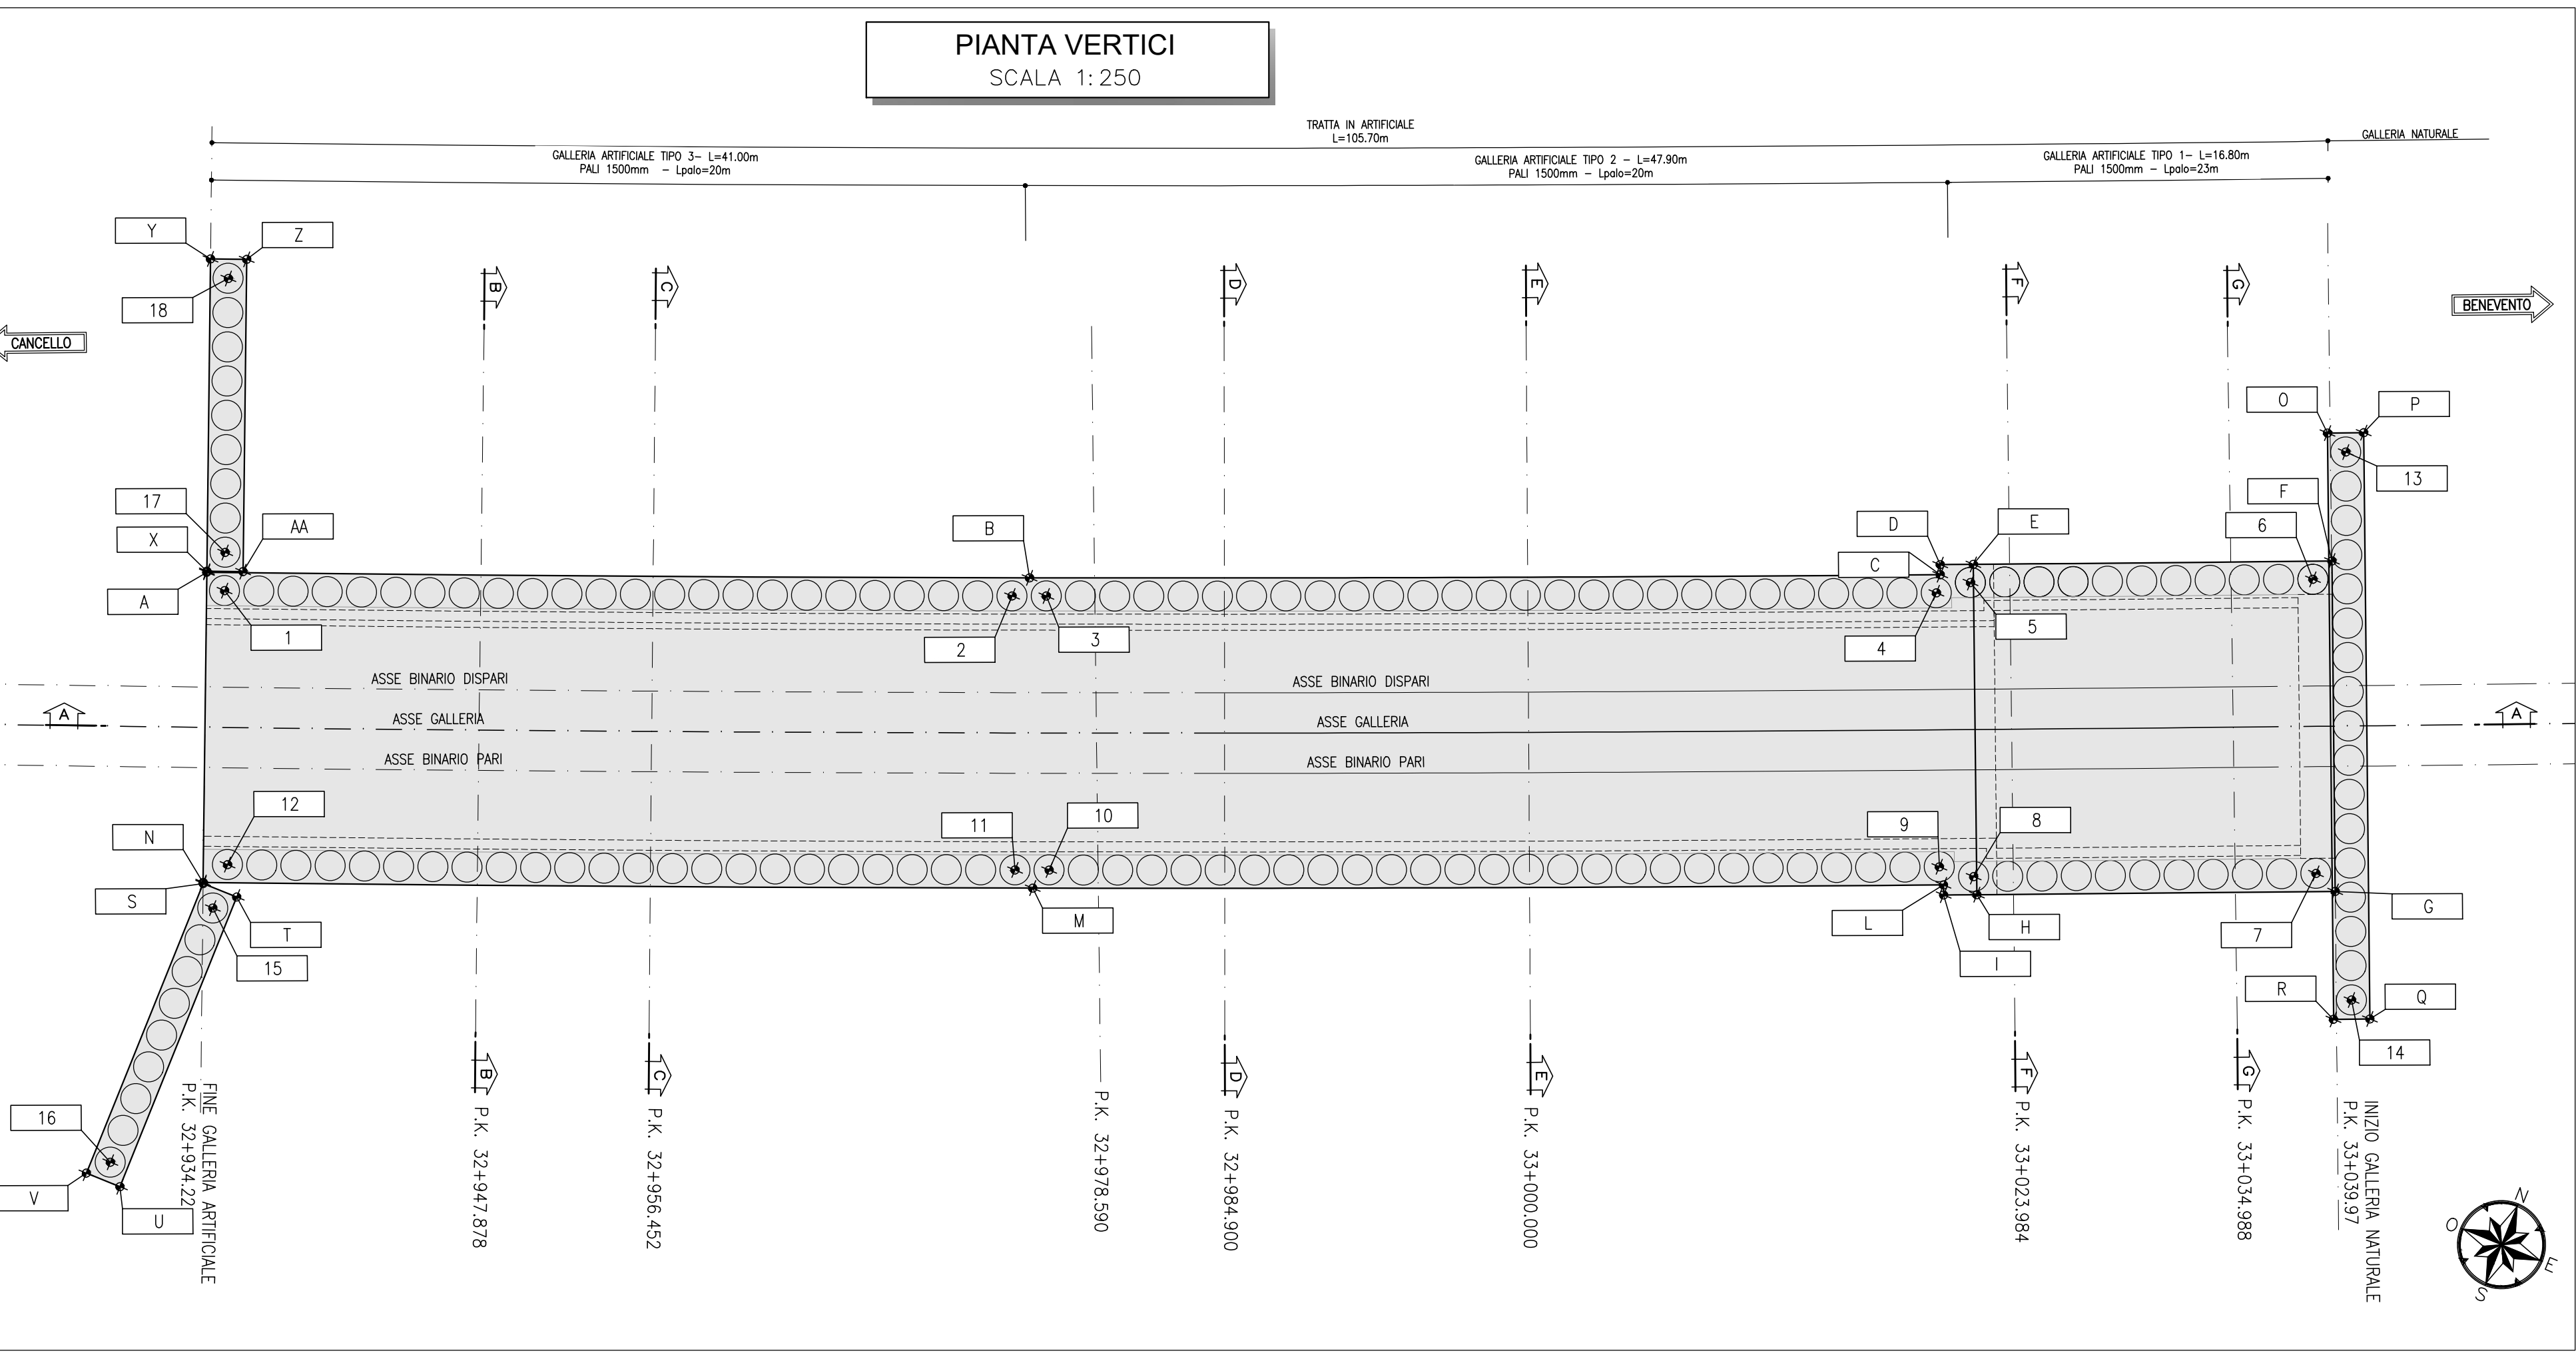 PIANTA VERTICI
SCALA 1:250
TRATTA IN ARTIFICIALE
L=105.70m
GALLERIA NATURALE
GALLERIA ARTIFICIALE TIPO 3- L=41.00m
PALI 1500mm - Lpalo=20m
GALLERIA ARTIFICIALE TIPO 2 - L=47.90m
PALI 1500mm - Lpalo=20m
GALLERIA ARTIFICIALE TIPO 1- L=16.80m
PALI 1500mm - Lpalo=23m
Y
Z
18
B
C
D
E
F
G
CANCELLO
BENEVENTO
O
P
13
F
6
17
AA
X
A
1
B
2
3
D
E
C
4
5
ASSE BINARIO DISPARI
ASSE BINARIO DISPARI
A
ASSE GALLERIA
ASSE GALLERIA
A
ASSE BINARIO PARI
ASSE BINARIO PARI
12
11
10
9
8
N
S
T
15
M
L
H
I
G
7
R
Q
14
16
V
U
B
C
D
E
F
G
FINE GALLERIA ARTIFICIALE
P.K. 32+934.22
P.K. 32+947.878
P.K. 32+956.452
P.K. 32+978.590
P.K. 32+984.900
P.K. 33+000.000
P.K. 33+023.984
P.K. 33+034.988
INIZIO GALLERIA NATURALE
P.K. 33+039.97
N
O
E
S